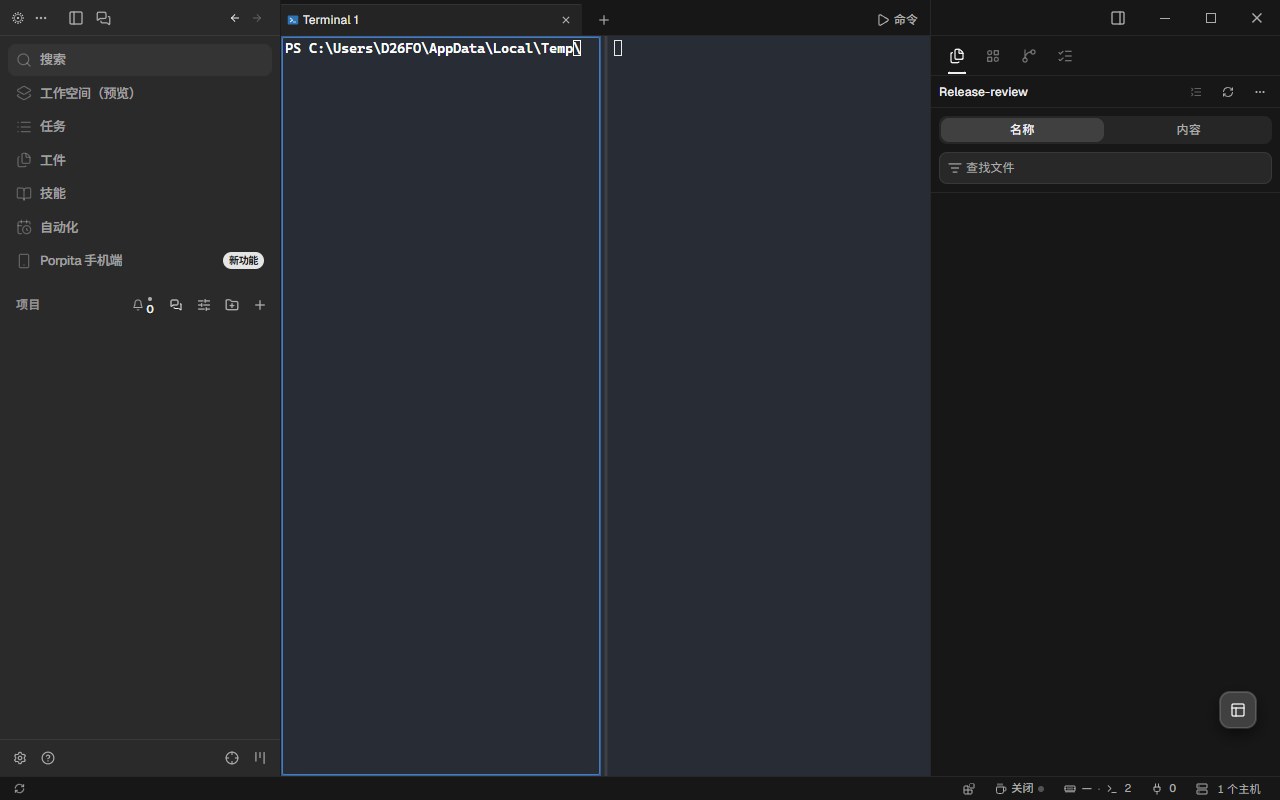 Terminal 1
命令
PS C:\Users\D26FO\AppData\Local\Temp\
搜索
工作空间（预览）
任务
工件
技能
自动化
Porpita 手机端
新功能
项目
0
Release-review
名称
内容
查找文件
关闭
2
0
1 个主机